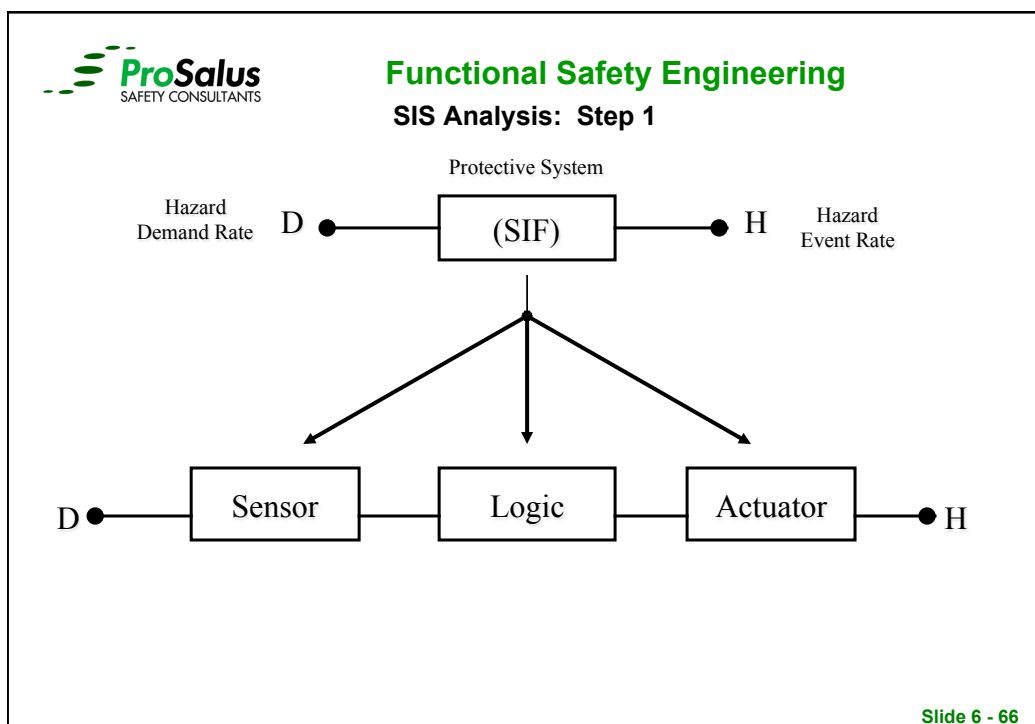 ProSalus
SAFETY CONSULTANTS
Functional Safety Engineering
SIS Analysis: Step 1
Protective System
Hazard
Demand Rate
D
(SIF)
H
Hazard
Event Rate
D
Sensor
Logic
Actuator
H
Slide 6 - 66